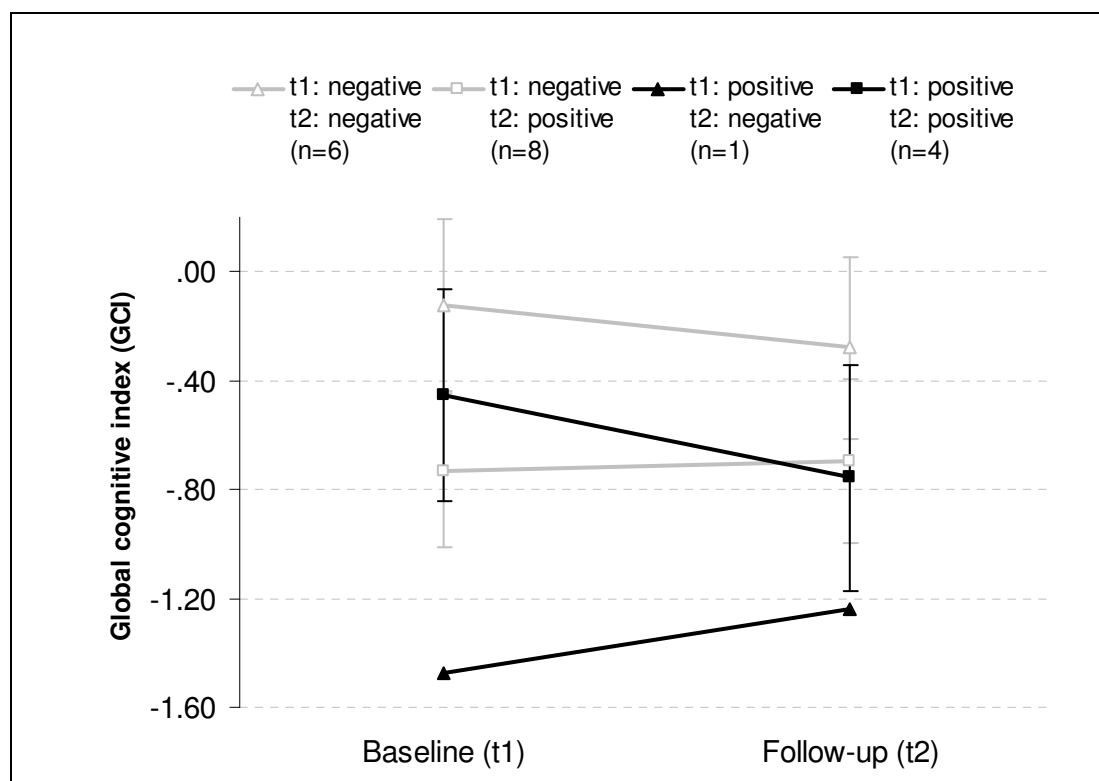 t1: negative t1: negative t1: positive t1: positive
t2: negative t2: positive t2: negative t2: positive
(n=6) (n=8) (n=1) (n=4)
.00
-.40
-.80
-1.20
-1.60
Global cognitive index (GCI)
Baseline (t1) Follow-up (t2)